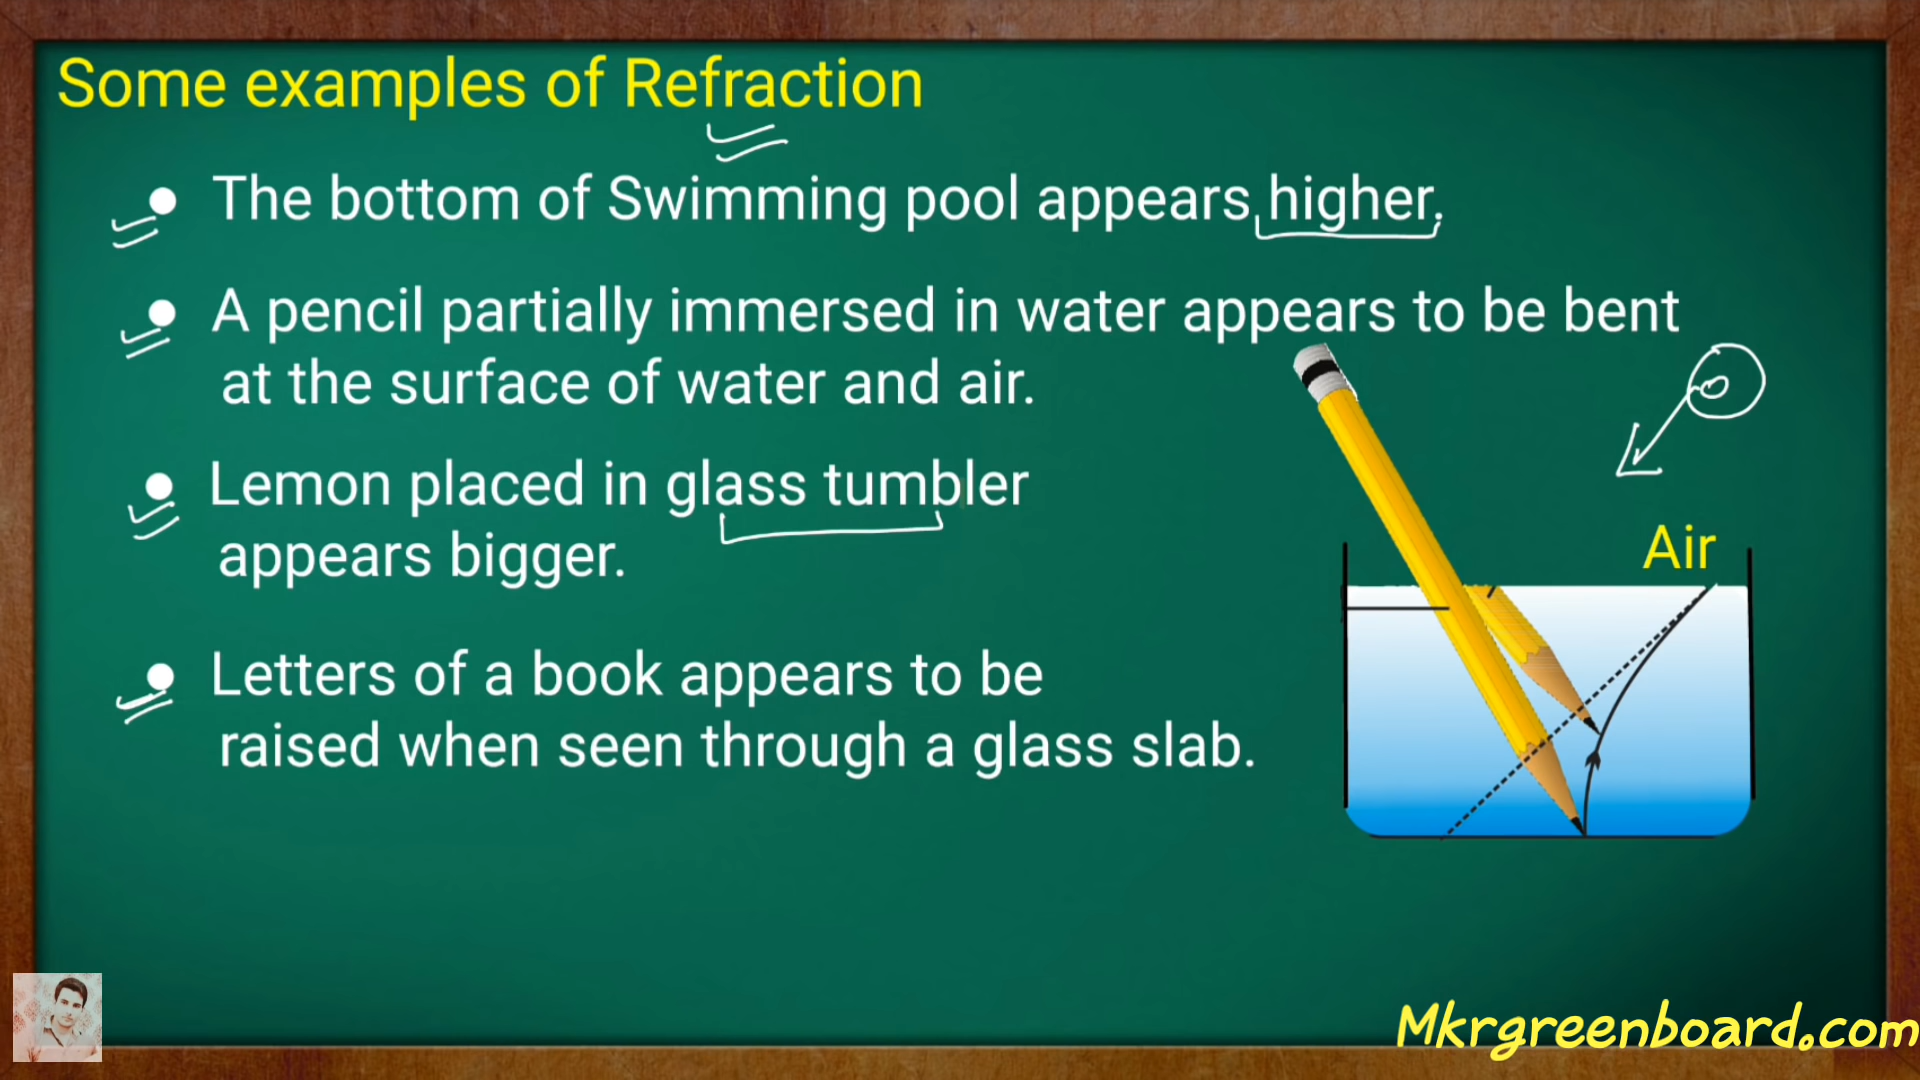 Some examples of Refraction
The bottom of Swimming pool appears higher.
A pencil partially immersed in water appears to be bent
at the surface of water and air.
Lemon placed in glass tumbler
appears bigger.
Letters of a book appears to be
raised when seen through a glass slab.
Air
Mkrgreenboard.com